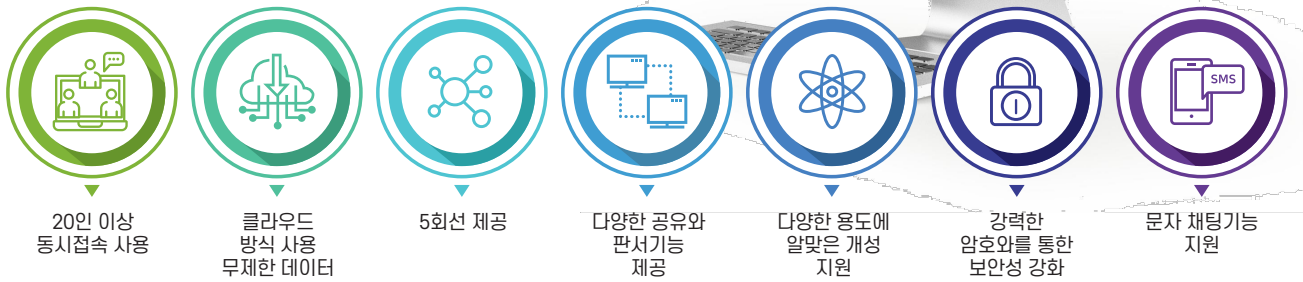 SMS
20인 이상
동시접속 사용
클라우드
방식 사용
무제한 데이터
5회선 제공
다양한 공유와
판서기능
제공
다양한 용도에
알맞은 개성
지원
강력한
암호와를 통한
보안성 강화
문자 채팅기능
지원